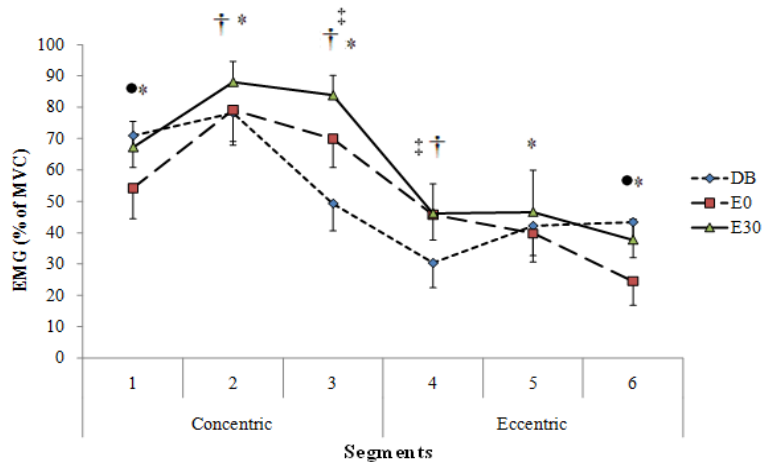 ‡
† *
† *
● *
‡ †
*
● *
100
90
80
70
60
50
40
30
20
10
0
EMG (% of MVC)
DB
E0
E30
1 2 3 4 5 6
Concentric Eccentric
Segments